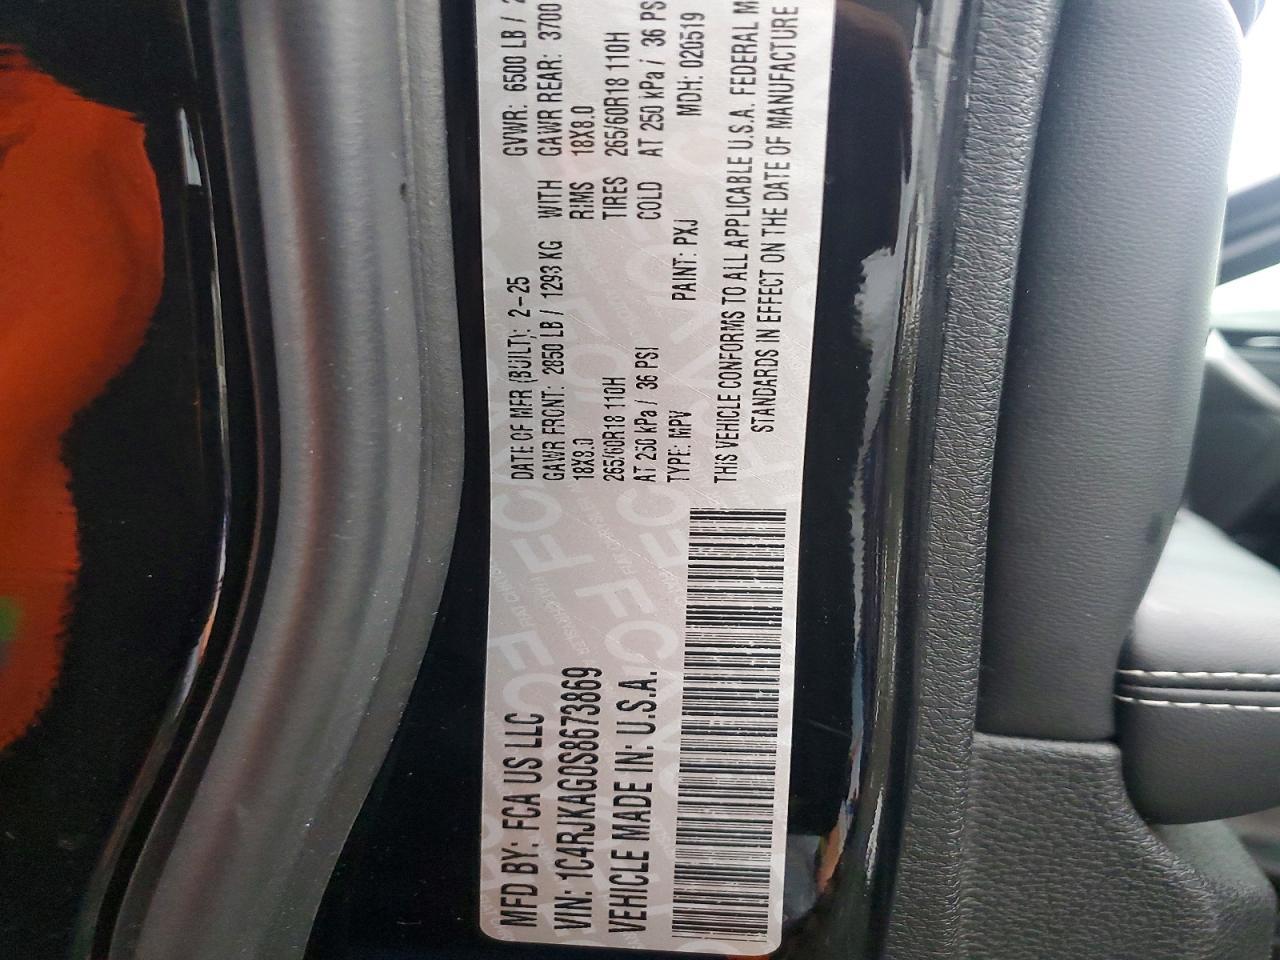 MFD BY: FCA US LLC
VIN: 1C4RJKAG0S8673869
VEHICLE MADE IN: U.S.A.
DATE OF MFR (BUILT): 2-25 GVWR: 6500 LB /
GAWR FRONT: 2850 LB / 1293 KG WITH GAWR REAR: 3700
18X8.0 RIMS 18X8.0
265/60R18 110H TIRES 265/60R18 110H
AT 250 kPa / 36 PSI COLD AT 250 kPa / 36 PS
TYPE: MPV PAINT: PXJ MDH: 020519
THIS VEHICLE CONFORMS TO ALL APPLICABLE U.S.A. FEDERAL M
STANDARDS IN EFFECT ON THE DATE OF MANUFACTURE